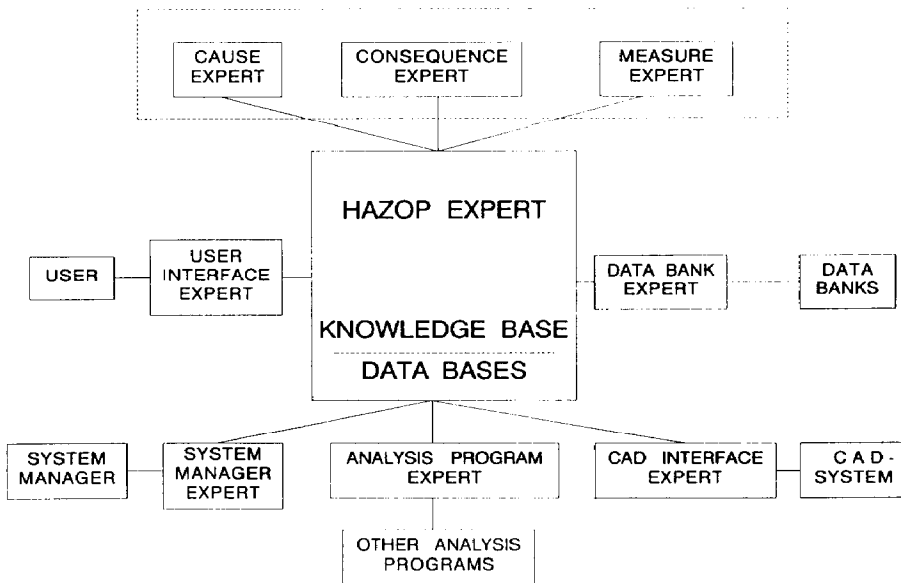 CAUSE
EXPERT
CONSEQUENCE
EXPERT
MEASURE
EXPERT
HAZOP EXPERT
USER
USER
INTERFACE
EXPERT
DATA BANK
EXPERT
DATA
BANKS
KNOWLEDGE BASE
DATA BASES
SYSTEM
MANAGER
SYSTEM
MANAGER
EXPERT
ANALYSIS PROGRAM
EXPERT
CAD INTERFACE
EXPERT
C A D -
SYSTEM
OTHER ANALYSIS
PROGRAMS